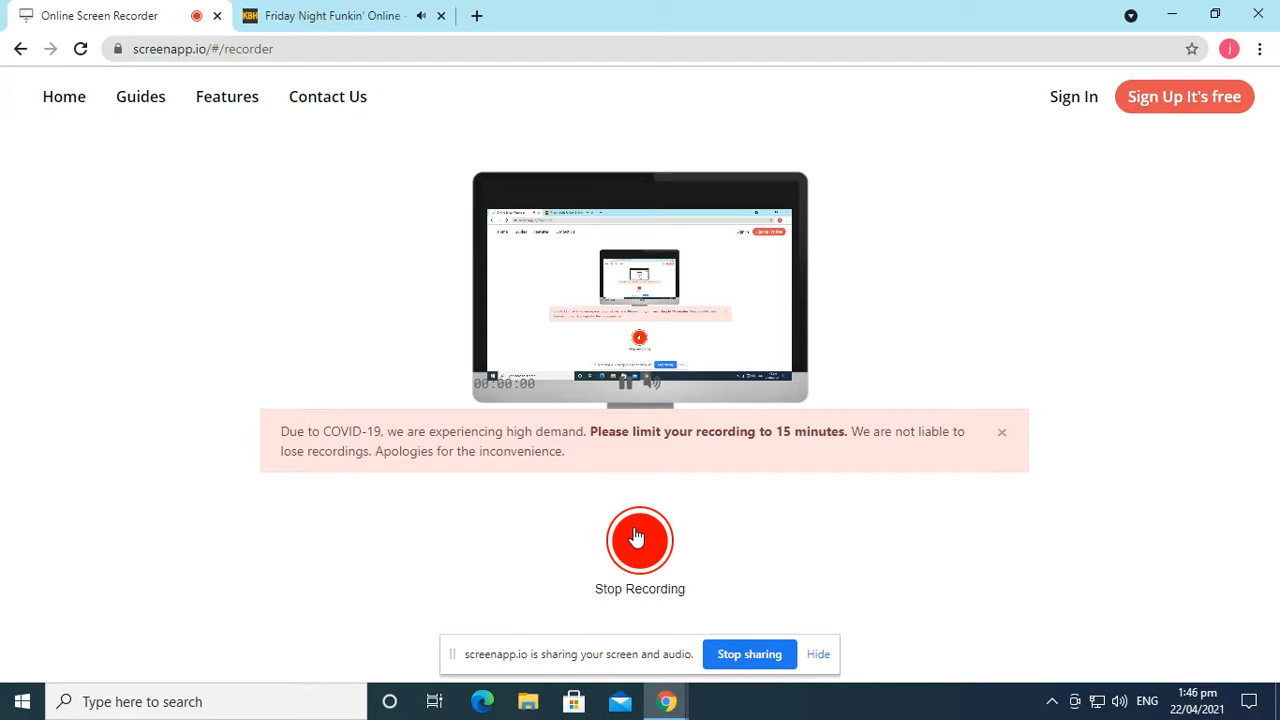 Online Screen Recorder
KBH Friday Night Funkin' Online
screenapp.io/#/recorder
j
Home Guides Features Contact Us
Sign In Sign Up It's free
00:00:00
Due to COVID-19, we are experiencing high demand. Please limit your recording to 15 minutes. We are not liable to
lose recordings. Apologies for the inconvenience.
Stop Recording
screenapp.io is sharing your screen and audio. Stop sharing Hide
Type here to search
ENG
1:46 pm
22/04/2021